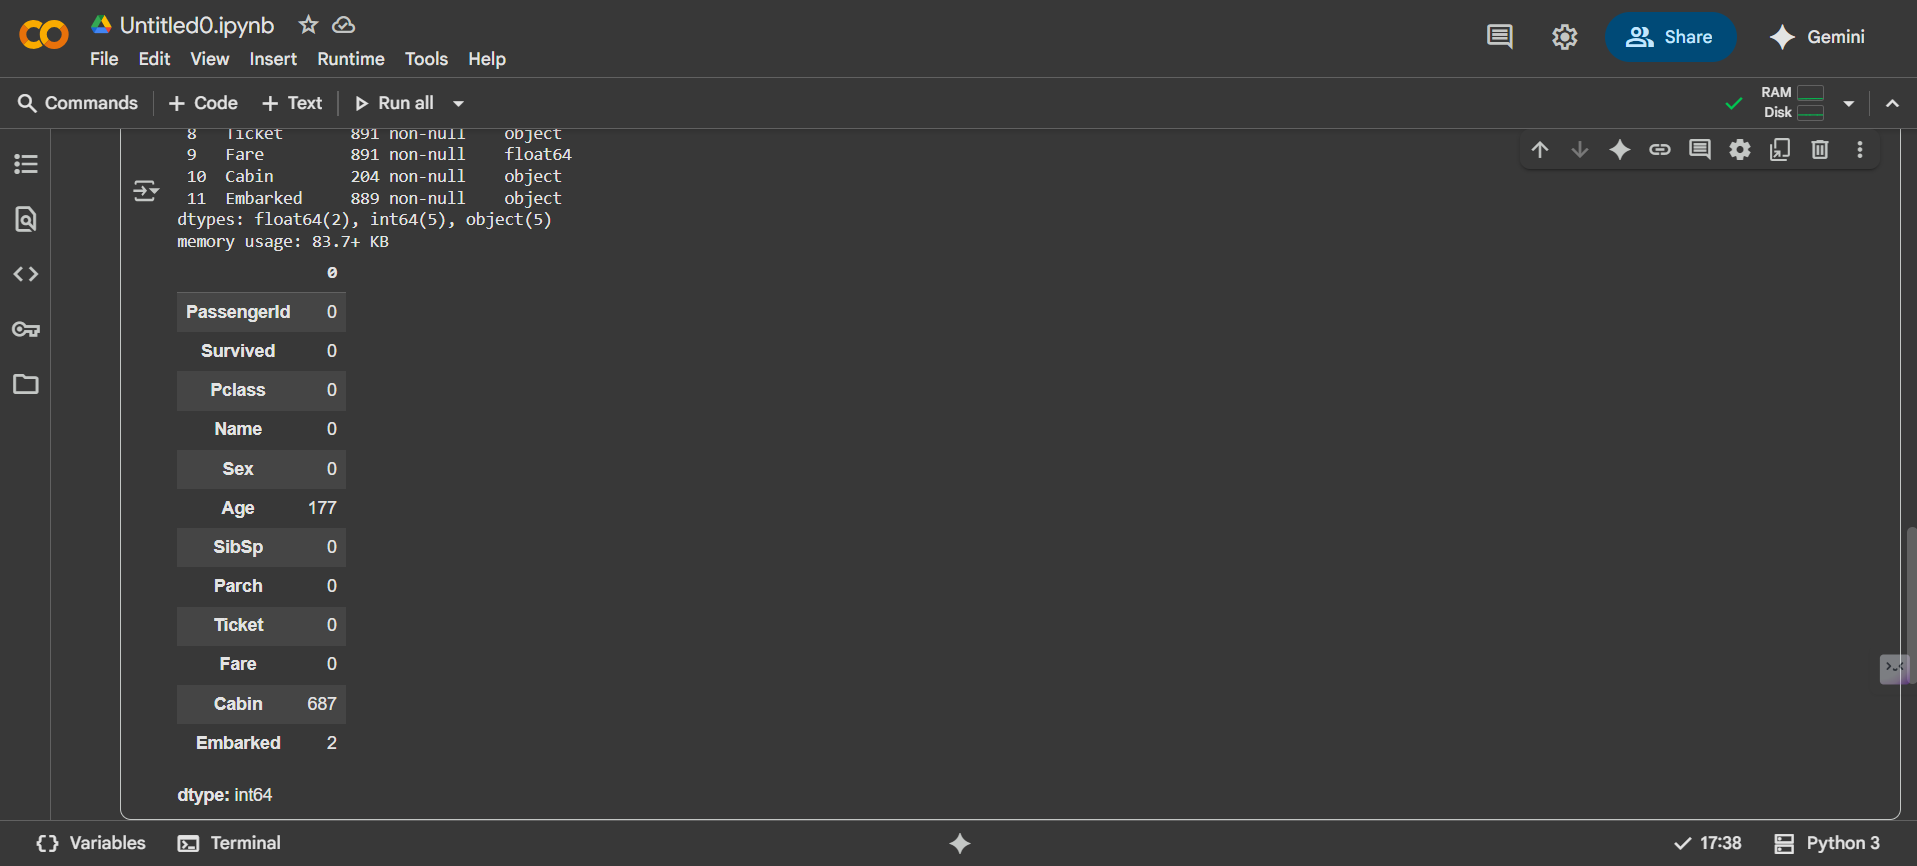 Untitled0.ipynb
File Edit View Insert Runtime Tools Help
Share
Gemini
Commands + Code + Text Run all
RAM
Disk
8 Ticket 891 non-null object
9 Fare 891 non-null float64
10 Cabin 204 non-null object
11 Embarked 889 non-null object
dtypes: float64(2), int64(5), object(5)
memory usage: 83.7+ KB
0
PassengerId 0
Survived 0
Pclass 0
Name 0
Sex 0
Age 177
SibSp 0
Parch 0
Ticket 0
Fare 0
Cabin 687
Embarked 2
dtype: int64
Variables Terminal 17:38 Python 3